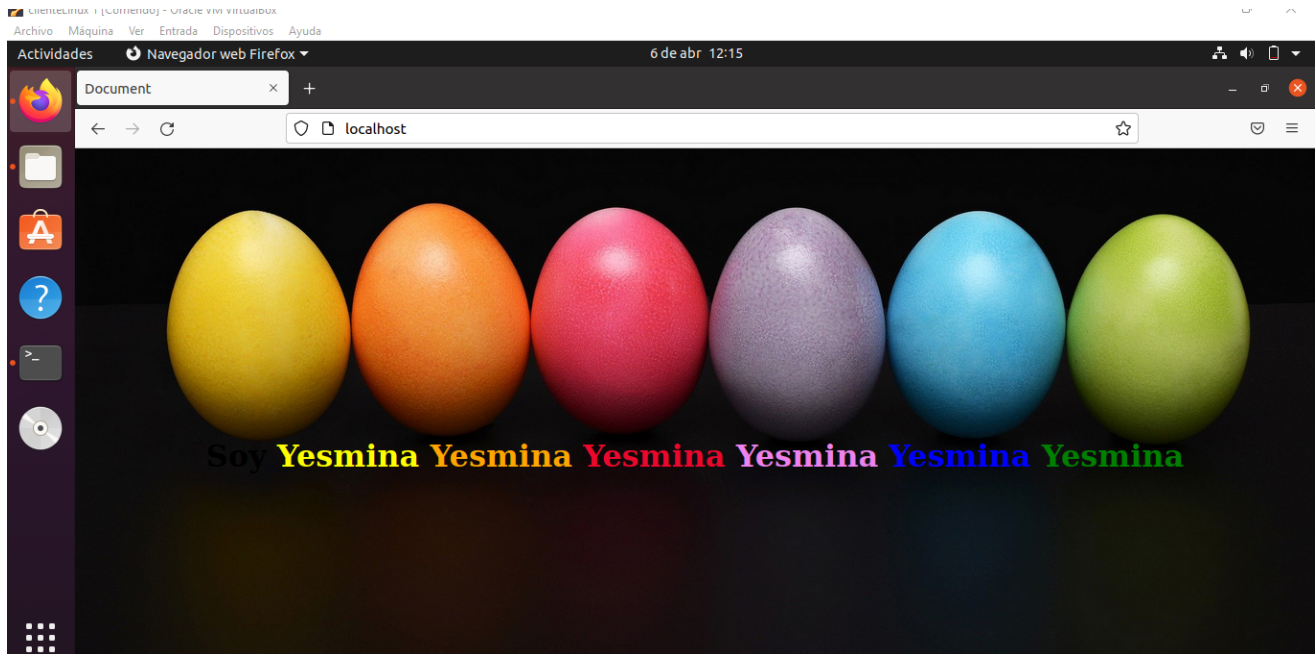 clienteLinux 1 [Corriendo] - Oracle VM VirtualBox
Archivo Máquina Ver Entrada Dispositivos Ayuda
Actividades Navegador web Firefox 6 de abr 12:15
Document
localhost
Soy Yesmina Yesmina Yesmina Yesmina Yesmina Yesmina